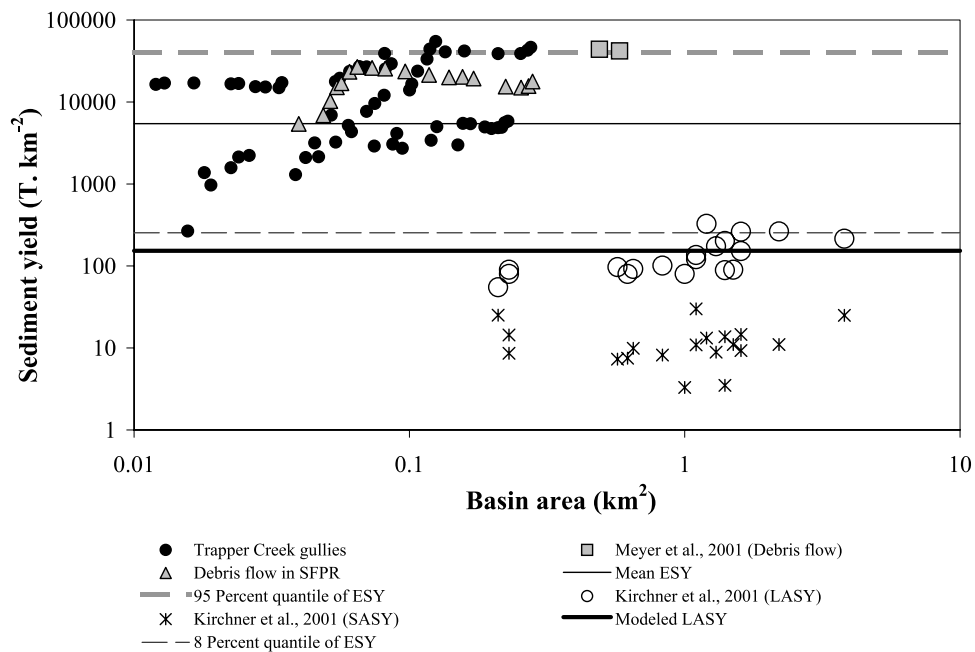 100000
10000
1000
100
10
1
Sediment yield (T. km-2)
0.01
0.1
1
10
Basin area (km2)
Trapper Creek gullies
Meyer et al., 2001 (Debris flow)
Debris flow in SFPR
Mean ESY
95 Percent quantile of ESY
Kirchner et al., 2001 (LASY)
Kirchner et al., 2001 (SASY)
Modeled LASY
8 Percent quantile of ESY